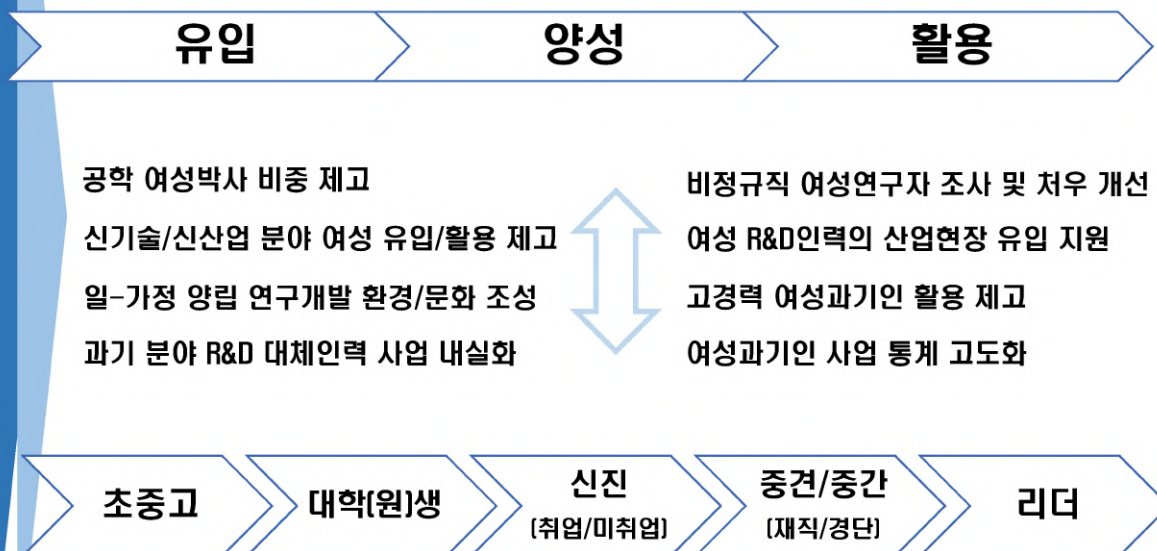 유입
양성
활용
공학 여성박사 비중 제고
신기술/신산업 분야 여성 유입/활용 제고
일-가정 양립 연구개발 환경/문화 조성
과기 분야 R&D 대체인력 사업 내실화
비정규직 여성연구자 조사 및 처우 개선
여성 R&D인력의 산업현장 유입 지원
고경력 여성과기인 활용 제고
여성과기인 사업 통계 고도화
초중고
대학(원)생
신진
(취업/미취업)
중견/중간
(재직/경단)
리더